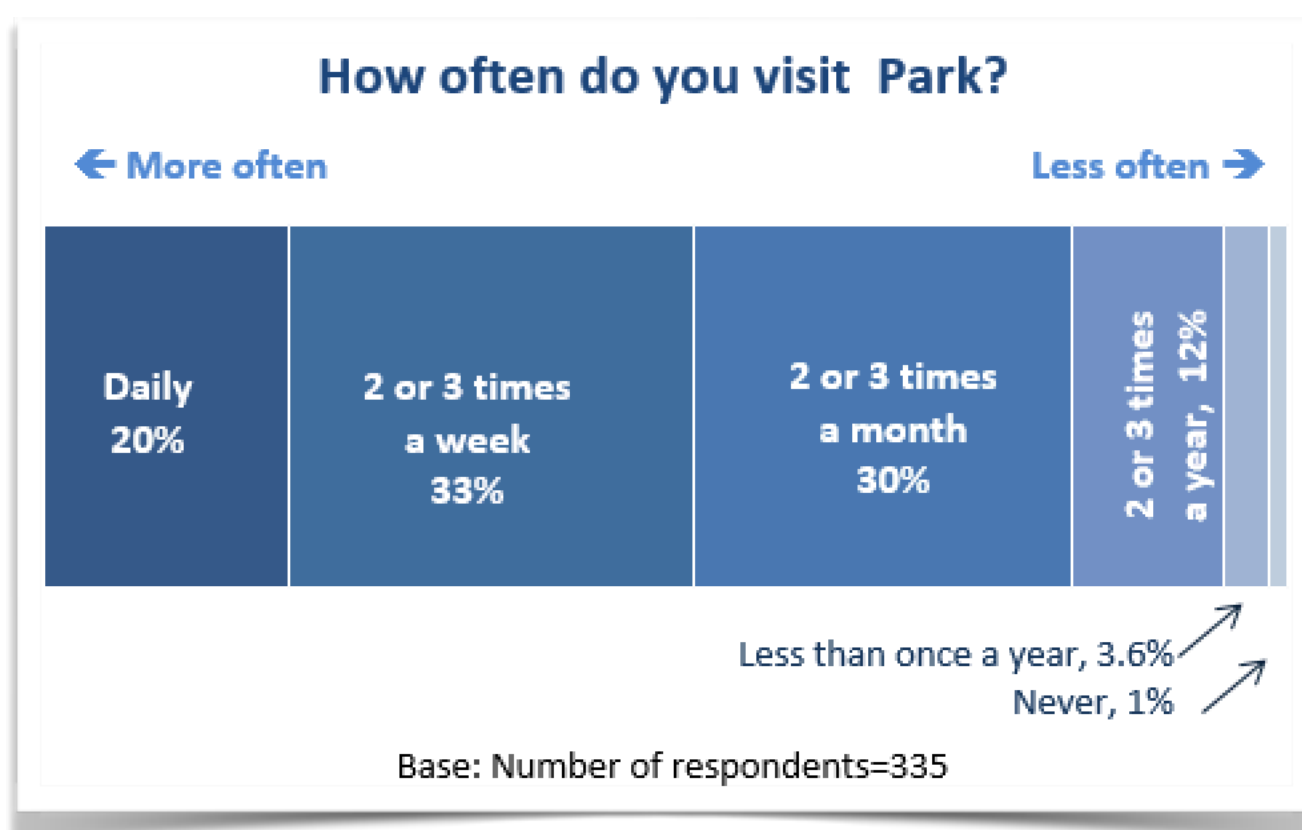 How often do you visit  Park?
← More often
Less often →
Daily
20%
2 or 3 times
a week
33%
2 or 3 times
a month
30%
2 or 3 times
a year, 12%
Less than once a year, 3.6%
Never, 1%
Base: Number of respondents=335